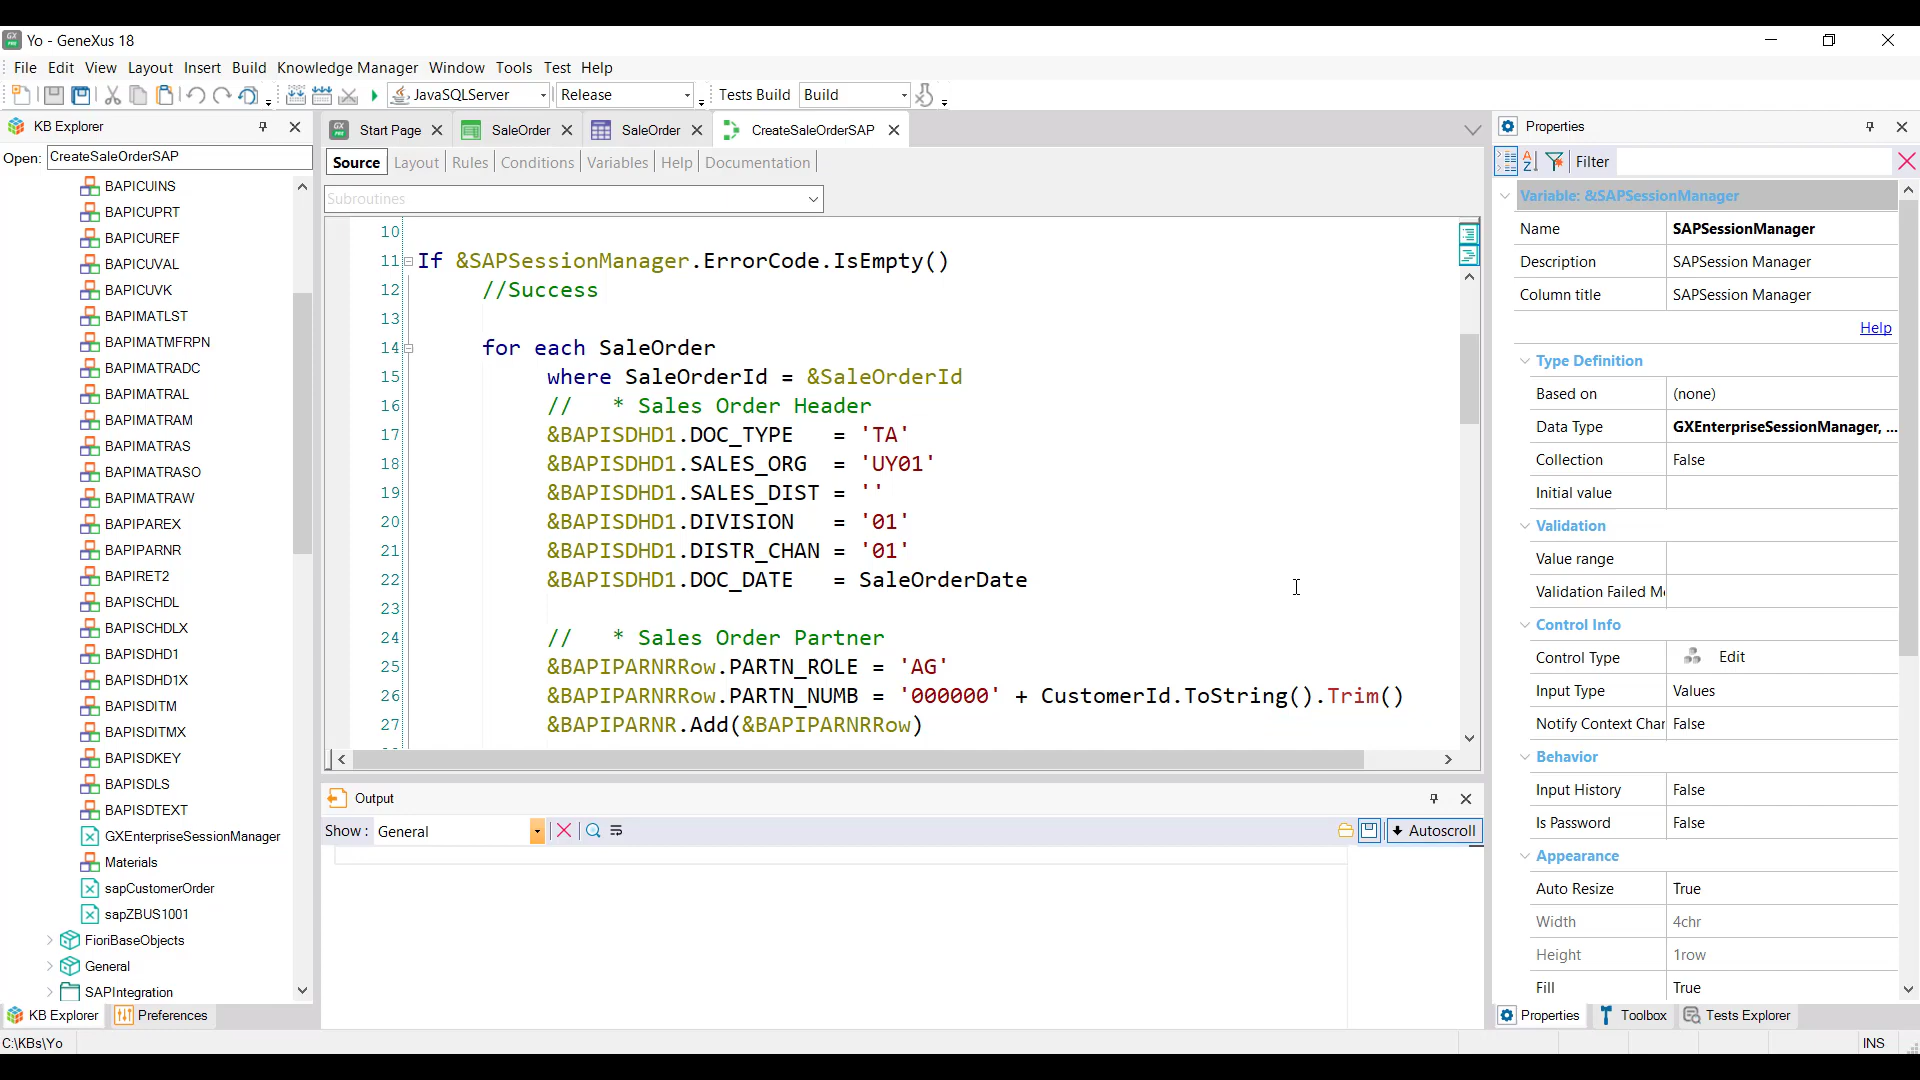 Yo - GeneXus 18
File Edit View Layout Insert Build Knowledge Manager Window Tools Test Help
JavaSQLServer Release Tests Build Build
KB Explorer
Open: CreateSaleOrderSAP
BAPICUINS
BAPICUPRT
BAPICUREF
BAPICUVAL
BAPICUVK
BAPIMATLST
BAPIMATMFRPN
BAPIMATRADC
BAPIMATRAL
BAPIMATRAM
BAPIMATRAS
BAPIMATRASO
BAPIMATRAW
BAPIPAREX
BAPIPARNR
BAPIRET2
BAPISCHDL
BAPISCHDLX
BAPISDHD1
BAPISDHD1X
BAPISDITM
BAPISDITMX
BAPISDKEY
BAPISDLS
BAPISDTEXT
GXEnterpriseSessionManager
Materials
sapCustomerOrder
sapZBUS1001
FioriBaseObjects
General
SAPIntegration
KB Explorer Preferences
Start Page SaleOrder SaleOrder CreateSaleOrderSAP
Source Layout Rules Conditions Variables Help Documentation
Subroutines
10
11 If &SAPSessionManager.ErrorCode.IsEmpty()
12 //Success
13
14 for each SaleOrder
15 where SaleOrderId = &SaleOrderId
16 // * Sales Order Header
17 &BAPISDHD1.DOC_TYPE = 'TA'
18 &BAPISDHD1.SALES_ORG = 'UY01'
19 &BAPISDHD1.SALES_DIST = ''
20 &BAPISDHD1.DIVISION = '01'
21 &BAPISDHD1.DISTR_CHAN = '01'
22 &BAPISDHD1.DOC_DATE = SaleOrderDate
23
24 // * Sales Order Partner
25 &BAPIPARNRRow.PARTN_ROLE = 'AG'
26 &BAPIPARNRRow.PARTN_NUMB = '000000' + CustomerId.ToString().Trim()
27 &BAPIPARNR.Add(&BAPIPARNRRow)
Output
Show : General Autoscroll
Properties
Filter
Variable: &SAPSessionManager
Name SAPSessionManager
Description SAPSession Manager
Column title SAPSession Manager
Help
Type Definition
Based on (none)
Data Type GXEnterpriseSessionManager, ...
Collection False
Initial value
Validation
Value range
Validation Failed M
Control Info
Control Type Edit
Input Type Values
Notify Context Char False
Behavior
Input History False
Is Password False
Appearance
Auto Resize True
Width 4chr
Height 1row
Fill True
Properties Toolbox Tests Explorer
C:\KBs\Yo INS